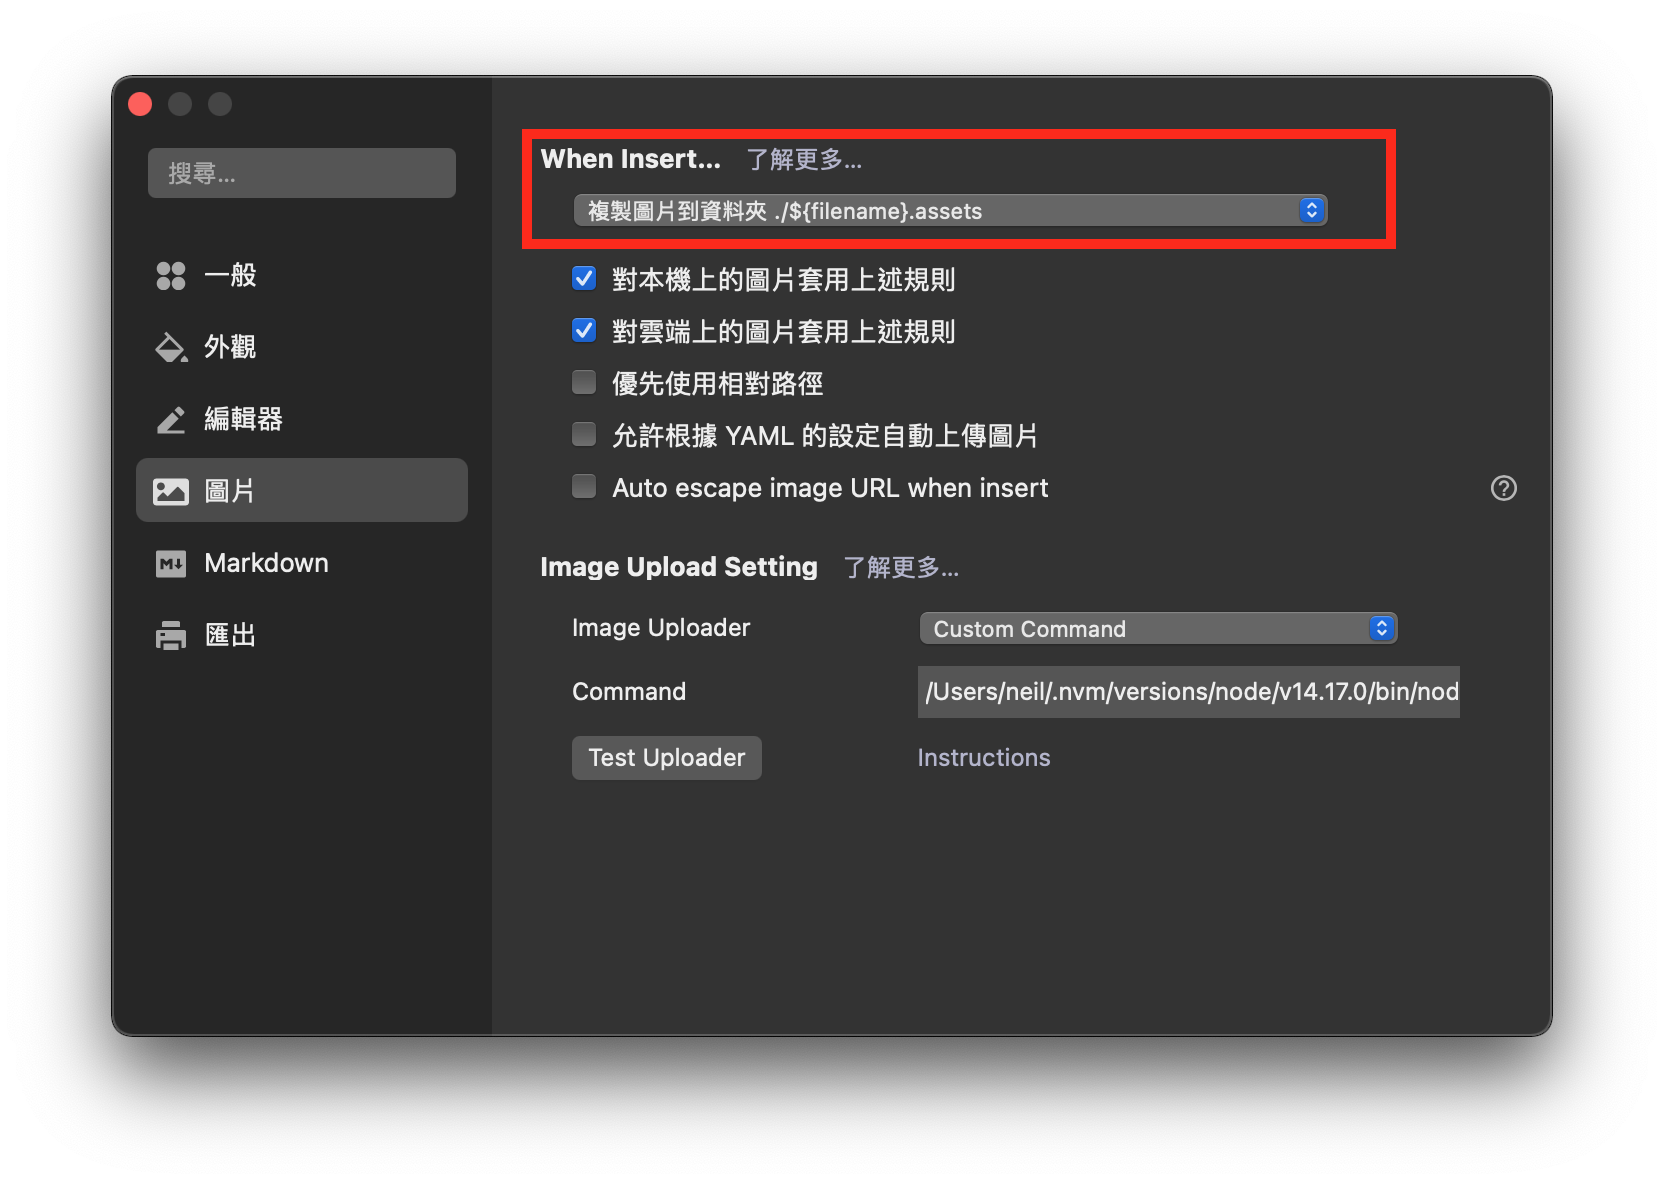 搜尋...
一般
外觀
編輯器
圖片
Markdown
匯出
When Insert... 了解更多...
複製圖片到資料夾 ./${filename}.assets
對本機上的圖片套用上述規則
對雲端上的圖片套用上述規則
優先使用相對路徑
允許根據 YAML 的設定自動上傳圖片
Auto escape image URL when insert
Image Upload Setting 了解更多...
Image Uploader Custom Command
Command /Users/neil/.nvm/versions/node/v14.17.0/bin/nod
Test Uploader Instructions